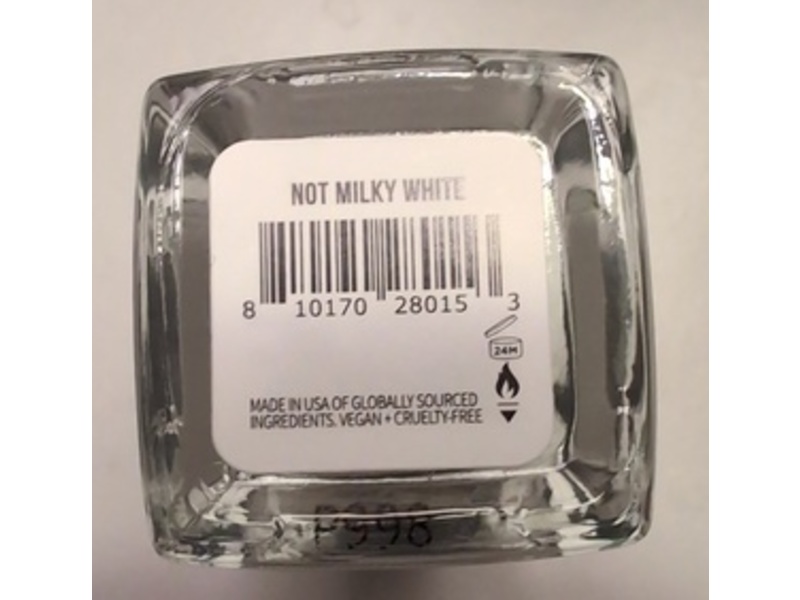 NOT MILKY WHITE
8 10170 28015 3
24M
MADE IN USA OF GLOBALLY SOURCED
INGREDIENTS. VEGAN + CRUELTY-FREE
P998